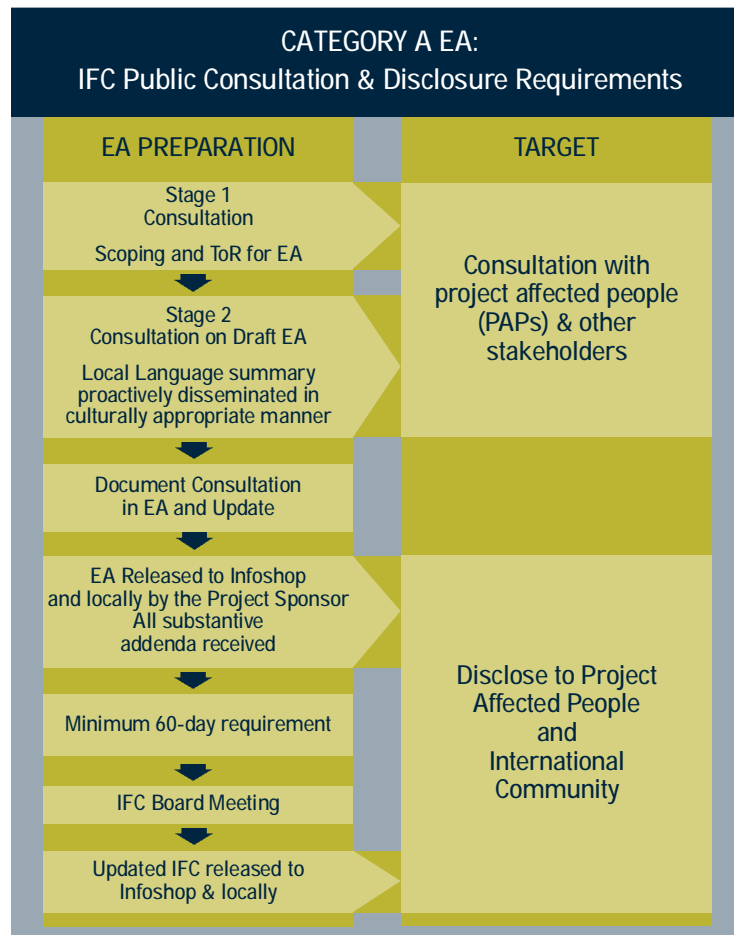 CATEGORY A EA:
IFC Public Consultation & Disclosure Requirements
EA PREPARATION
TARGET
Stage 1
Consultation
Scoping and ToR for EA
Stage 2
Consultation on Draft EA
Local Language summary
proactively disseminated in
culturally appropriate manner
Consultation with
project affected people
(PAPs) & other
stakeholders
Document Consultation
in EA and Update
EA Released to Infoshop
and locally by the Project Sponsor
All substantive
addenda received
Minimum 60-day requirement
IFC Board Meeting
Updated IFC released to
Infoshop & locally
Disclose to Project
Affected People
and
International
Community